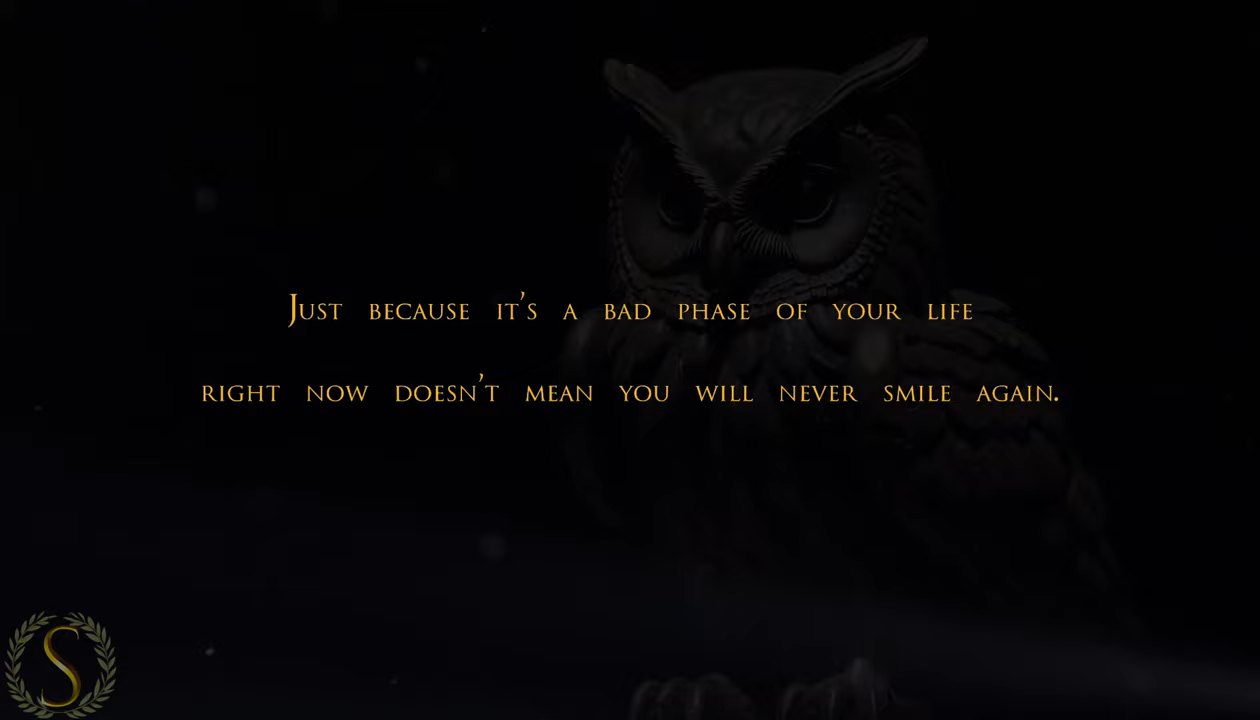 Just because it's a bad phase of your life
right now doesn't mean you will never smile again.
S